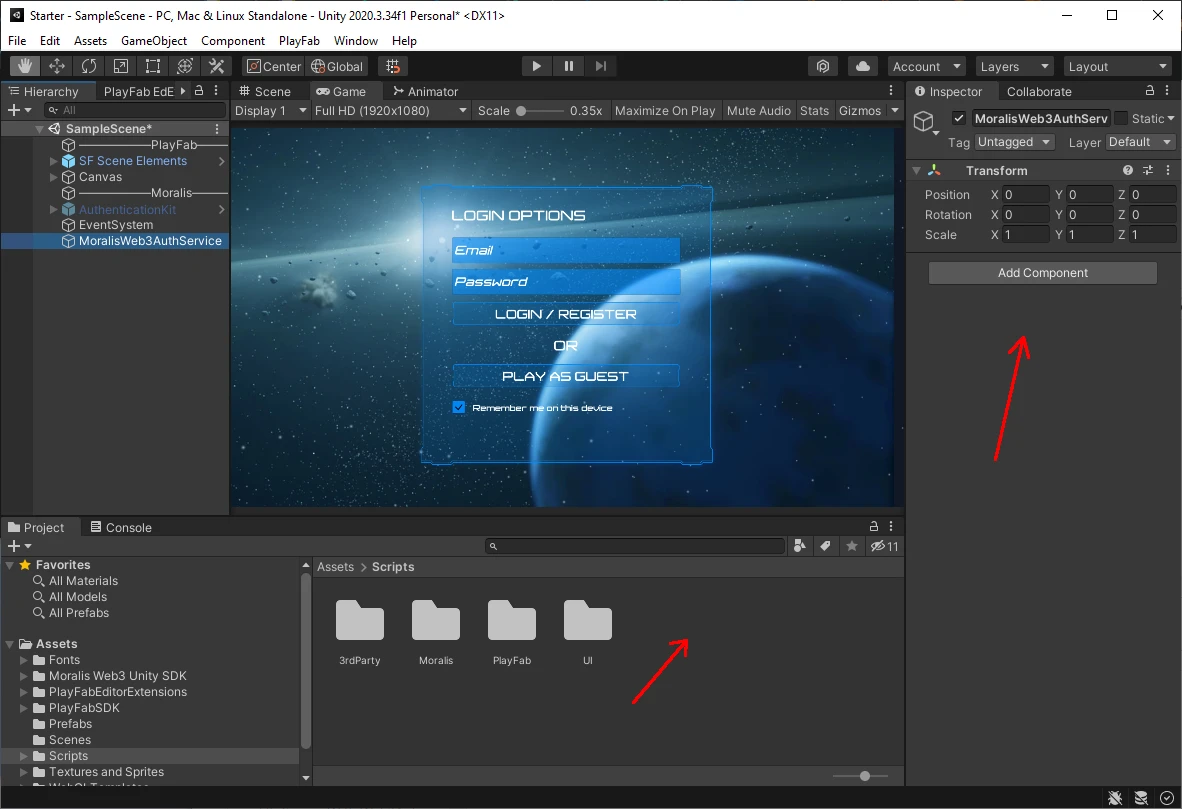 Starter - SampleScene - PC, Mac & Linux Standalone - Unity 2020.3.34f1 Personal* <DX11>
File Edit Assets GameObject Component PlayFab Window Help
Center Global Account Layers Layout
Hierarchy PlayFab EdE
All
SampleScene*
PlayFab
SF Scene Elements
Canvas
Moralis
AuthenticationKit
EventSystem
MoralisWeb3AuthService
Scene Game Animator
Display 1 Full HD (1920x1080) Scale 0.35x Maximize On Play Mute Audio Stats Gizmos
LOGIN OPTIONS
Email
Password
LOGIN / REGISTER
OR
PLAY AS GUEST
Remember me on this device
Inspector Collaborate
MoralisWeb3AuthServ Static
Tag Untagged Layer Default
Transform
Position X 0 Y 0 Z 0
Rotation X 0 Y 0 Z 0
Scale X 1 Y 1 Z 1
Add Component
Project Console
11
Favorites
All Materials
All Models
All Prefabs
Assets
Fonts
Moralis Web3 Unity SDK
PlayFabEditorExtensions
PlayFabSDK
Prefabs
Scenes
Scripts
Textures and Sprites
Assets > Scripts
3rdParty Moralis PlayFab UI